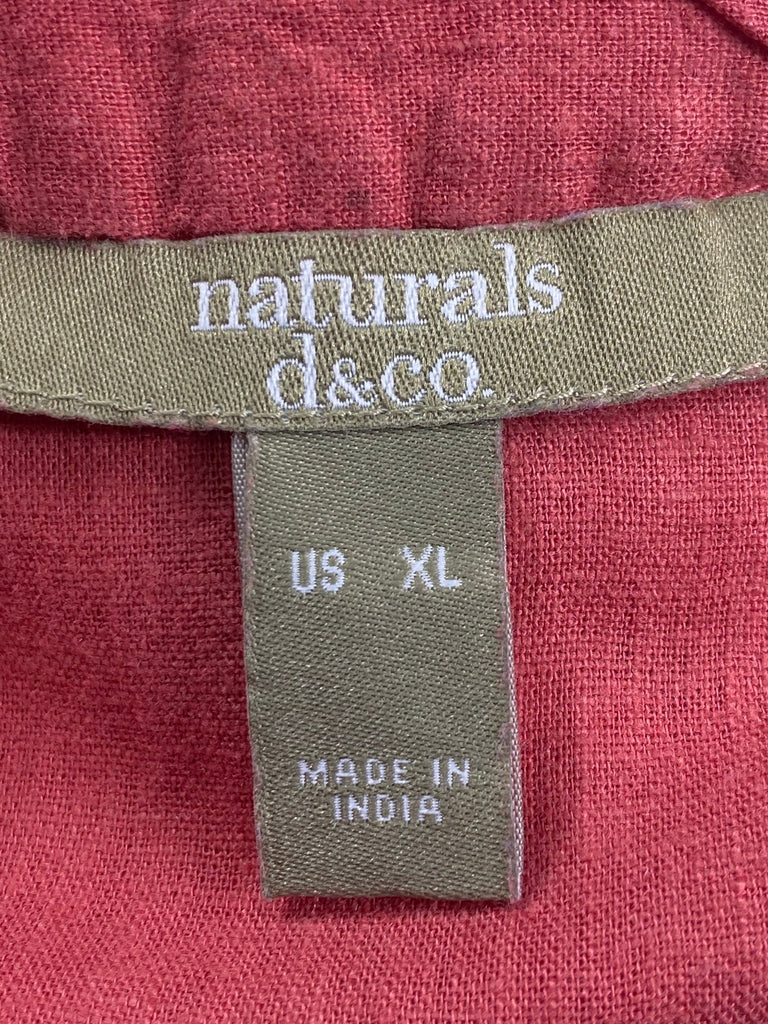 naturals
d&co.
US XL
MADE IN
INDIA